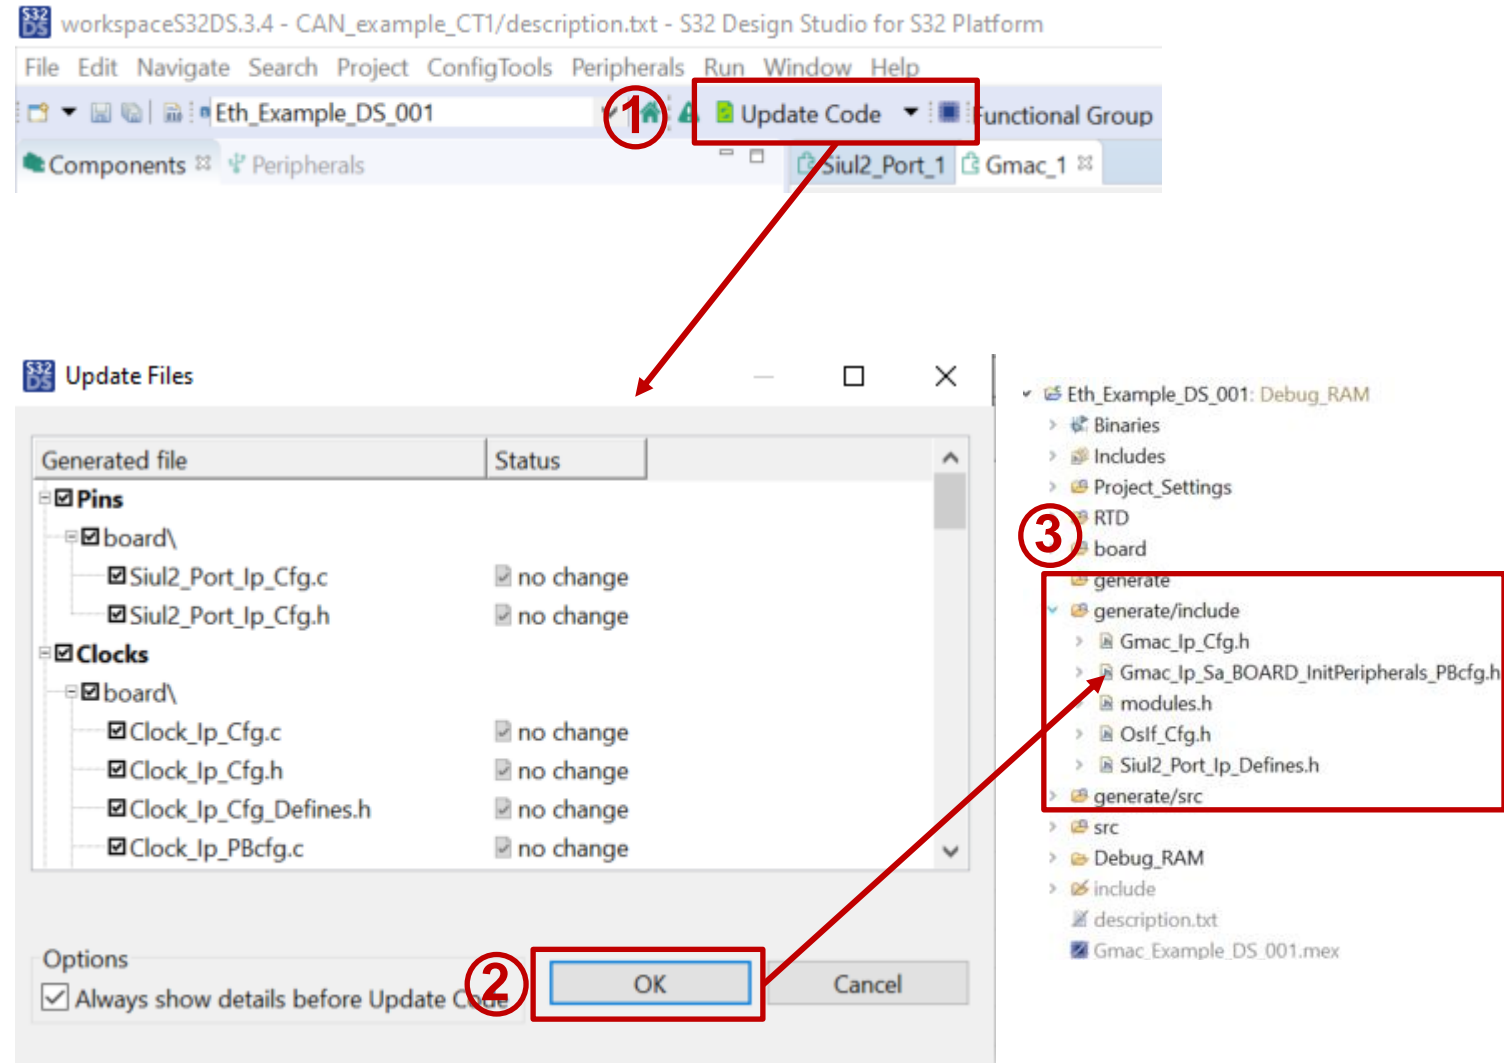 S32 DS workspaceS32DS.3.4 - CAN_example_CT1/description.txt - S32 Design Studio for S32 Platform
File Edit Navigate Search Project ConfigTools Peripherals Run Window Help
Eth_Example_DS_001 1 Update Code Functional Group
Components Peripherals Siul2_Port_1 Gmac_1
S32 DS Update Files
Generated file Status
Pins
board\
Siul2_Port_Ip_Cfg.c no change
Siul2_Port_Ip_Cfg.h no change
Clocks
board\
Clock_Ip_Cfg.c no change
Clock_Ip_Cfg.h no change
Clock_Ip_Cfg_Defines.h no change
Clock_Ip_PBcfg.c no change
Options
Always show details before Update Code
2
OK Cancel
Eth_Example_DS_001: Debug_RAM
Binaries
Includes
Project_Settings
RTD
3
board
generate
generate/include
Gmac_Ip_Cfg.h
Gmac_Ip_Sa_BOARD_InitPeripherals_PBcfg.h
modules.h
OsIf_Cfg.h
Siul2_Port_Ip_Defines.h
generate/src
src
Debug_RAM
include
description.txt
Gmac_Example_DS_001.mex